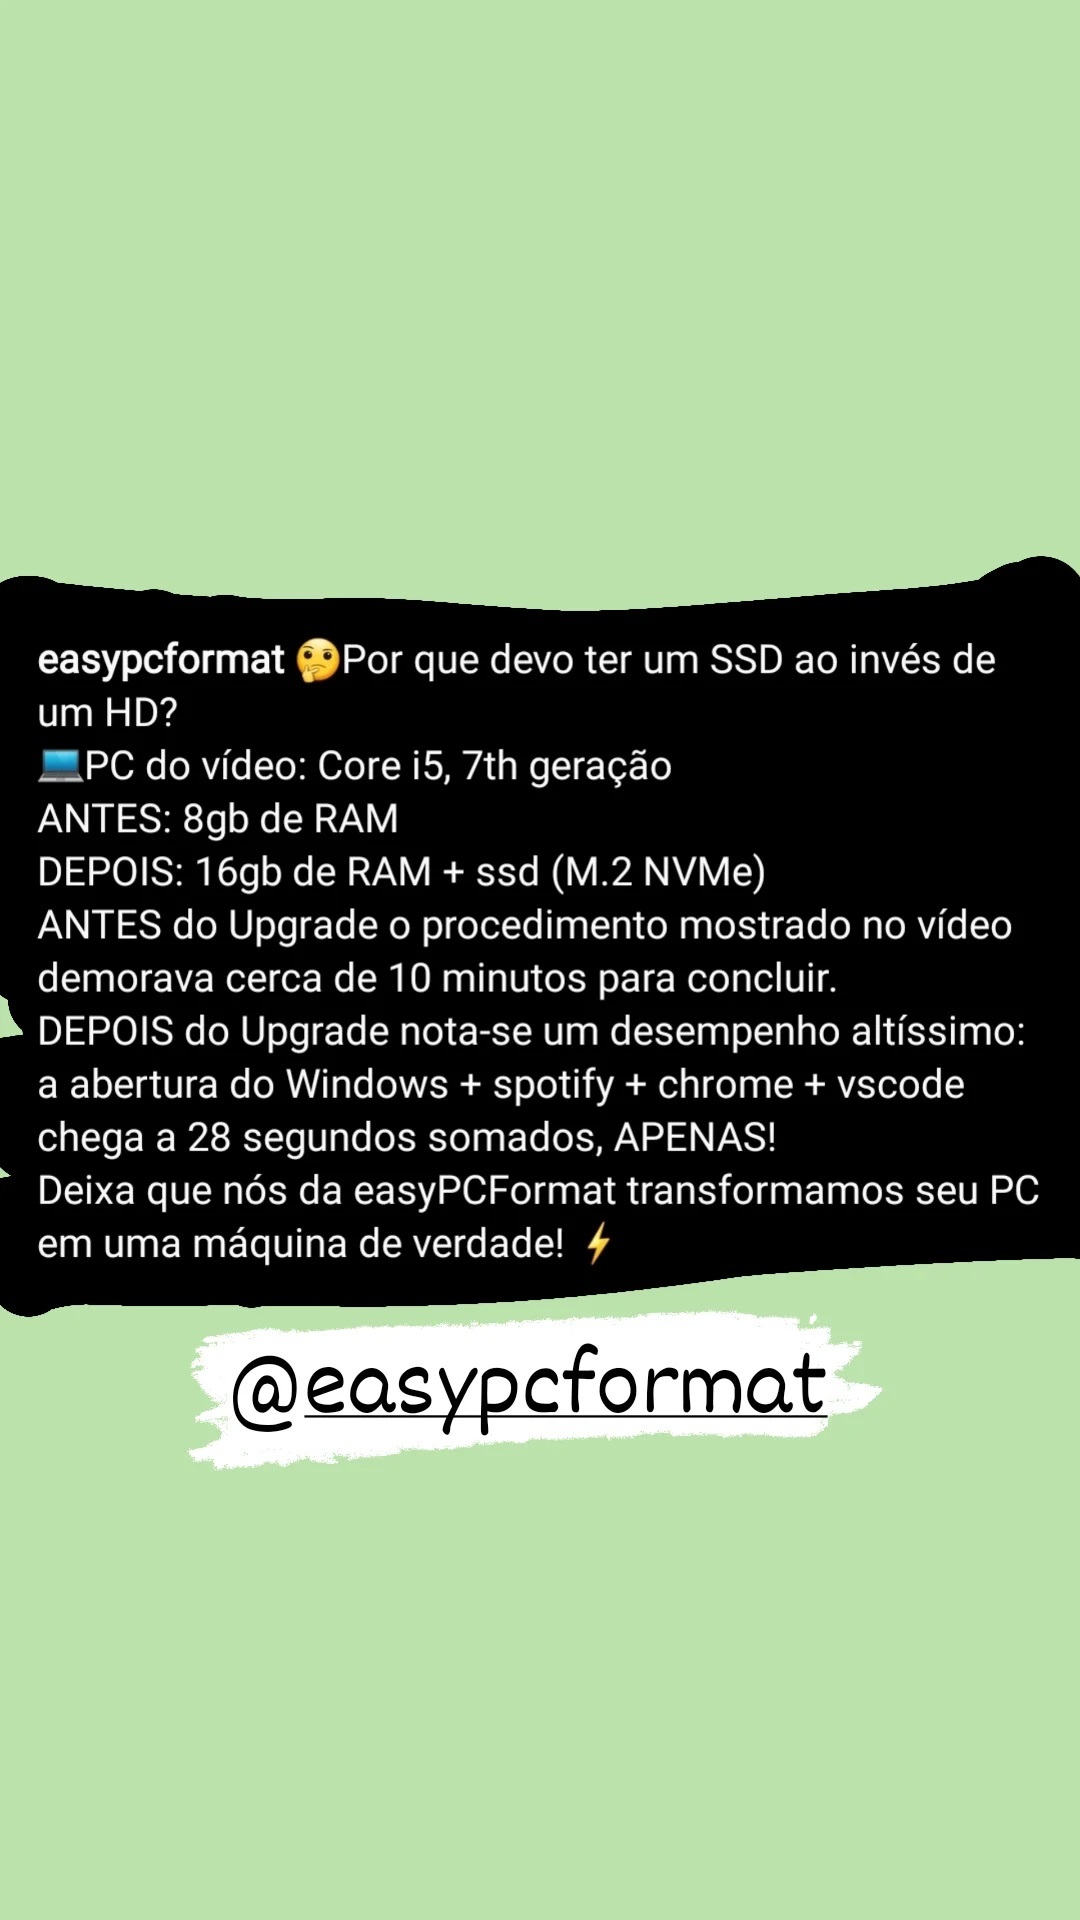 easypcformat 🤔Por que devo ter um SSD ao invés de
um HD?
💻PC do vídeo: Core i5, 7th geração
ANTES: 8gb de RAM
DEPOIS: 16gb de RAM + ssd (M.2 NVMe)
ANTES do Upgrade o procedimento mostrado no vídeo
demorava cerca de 10 minutos para concluir.
DEPOIS do Upgrade nota-se um desempenho altíssimo:
a abertura do Windows + spotify + chrome + vscode
chega a 28 segundos somados, APENAS!
Deixa que nós da easyPCFormat transformamos seu PC
em uma máquina de verdade! ⚡
@easypcformat